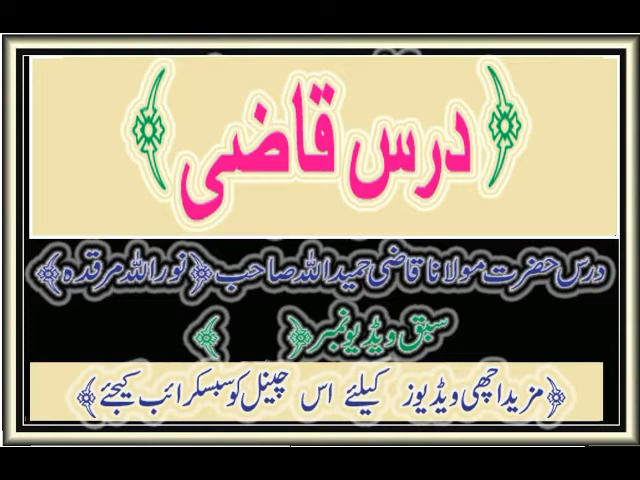 ﴿درس قاضی﴾
درس حضرت مولانا قاضی حمید اللہ صاحب ﴿نور اللہ مرقدہ﴾
سبق ویڈیو نمبر ﴿ ﴾
﴿مزید اچھی ویڈیوز کیلئے اس چینل کو سبسکرائب کیجئے﴾